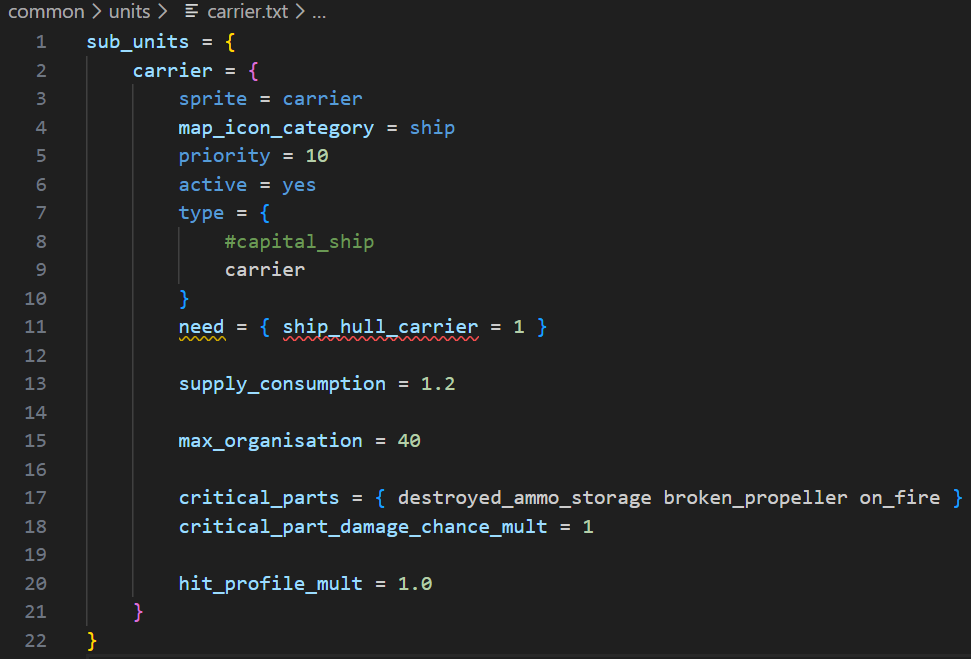 common > units > carrier.txt > ...
1 sub_units = {
2 carrier = {
3 sprite = carrier
4 map_icon_category = ship
5 priority = 10
6 active = yes
7 type = {
8 #capital_ship
9 carrier
10 }
11 need = { ship_hull_carrier = 1 }
12
13 supply_consumption = 1.2
14
15 max_organisation = 40
16
17 critical_parts = { destroyed_ammo_storage broken_propeller on_fire }
18 critical_part_damage_chance_mult = 1
19
20 hit_profile_mult = 1.0
21 }
22 }